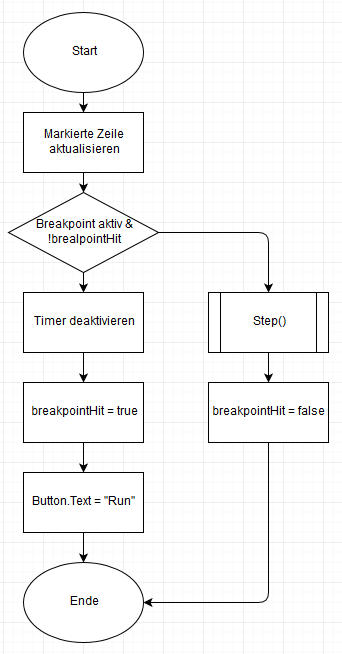 Start
Markierte Zeile
aktualisieren
Breakpoint aktiv &
!brealpointHit
Timer deaktivieren
Step()
breakpointHit = true
breakpointHit = false
Button.Text = "Run"
Ende